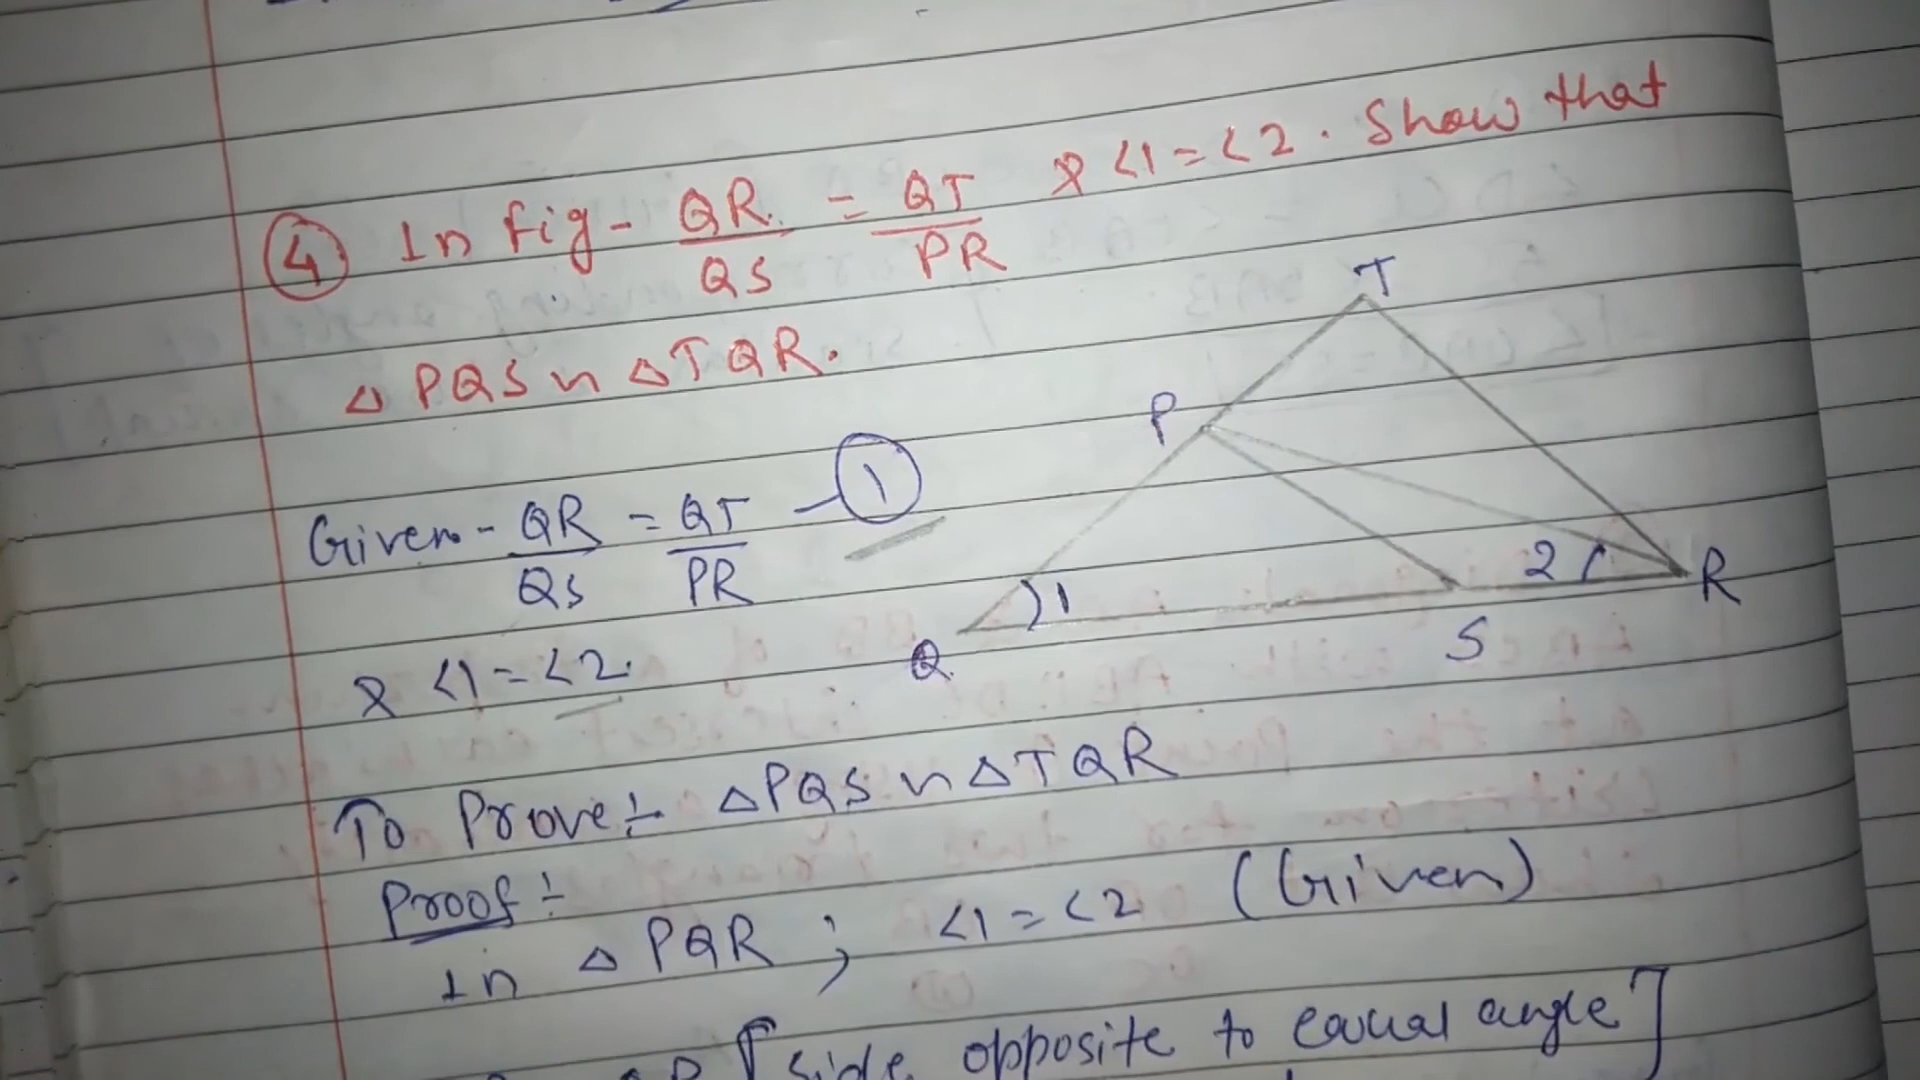 ④ In fig- QR/QS = QT/PR & <1=<2. Show that
△ PQS ~ △TQR.
Given- QR/QS = QT/PR -①
& <1=<2.
To Prove:- △PQS ~ △TQR
Proof:-
In △ PQR ; <1=<2 (Given)
[side opposite to equal angle]
T
P
)1
2
R
Q
S